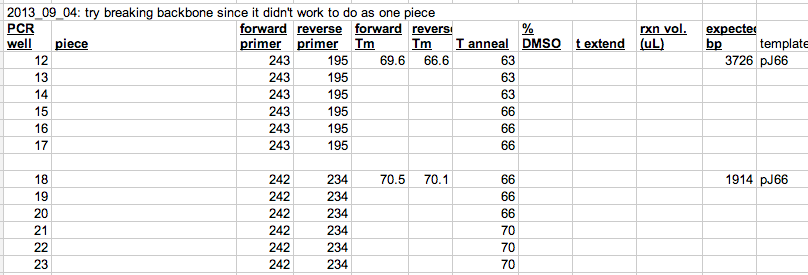 2013_09_04: try breaking backbone since it didn't work to do as one piece
PCR forward reverse forward revers % rxn vol. expected
well piece primer primer Tm Tm T anneal DMSO t extend (uL) bp template
12 243 195 69.6 66.6 63 3726 pJ66
13 243 195 63
14 243 195 63
15 243 195 66
16 243 195 66
17 243 195 66
18 242 234 70.5 70.1 66 1914 pJ66
19 242 234 66
20 242 234 66
21 242 234 70
22 242 234 70
23 242 234 70